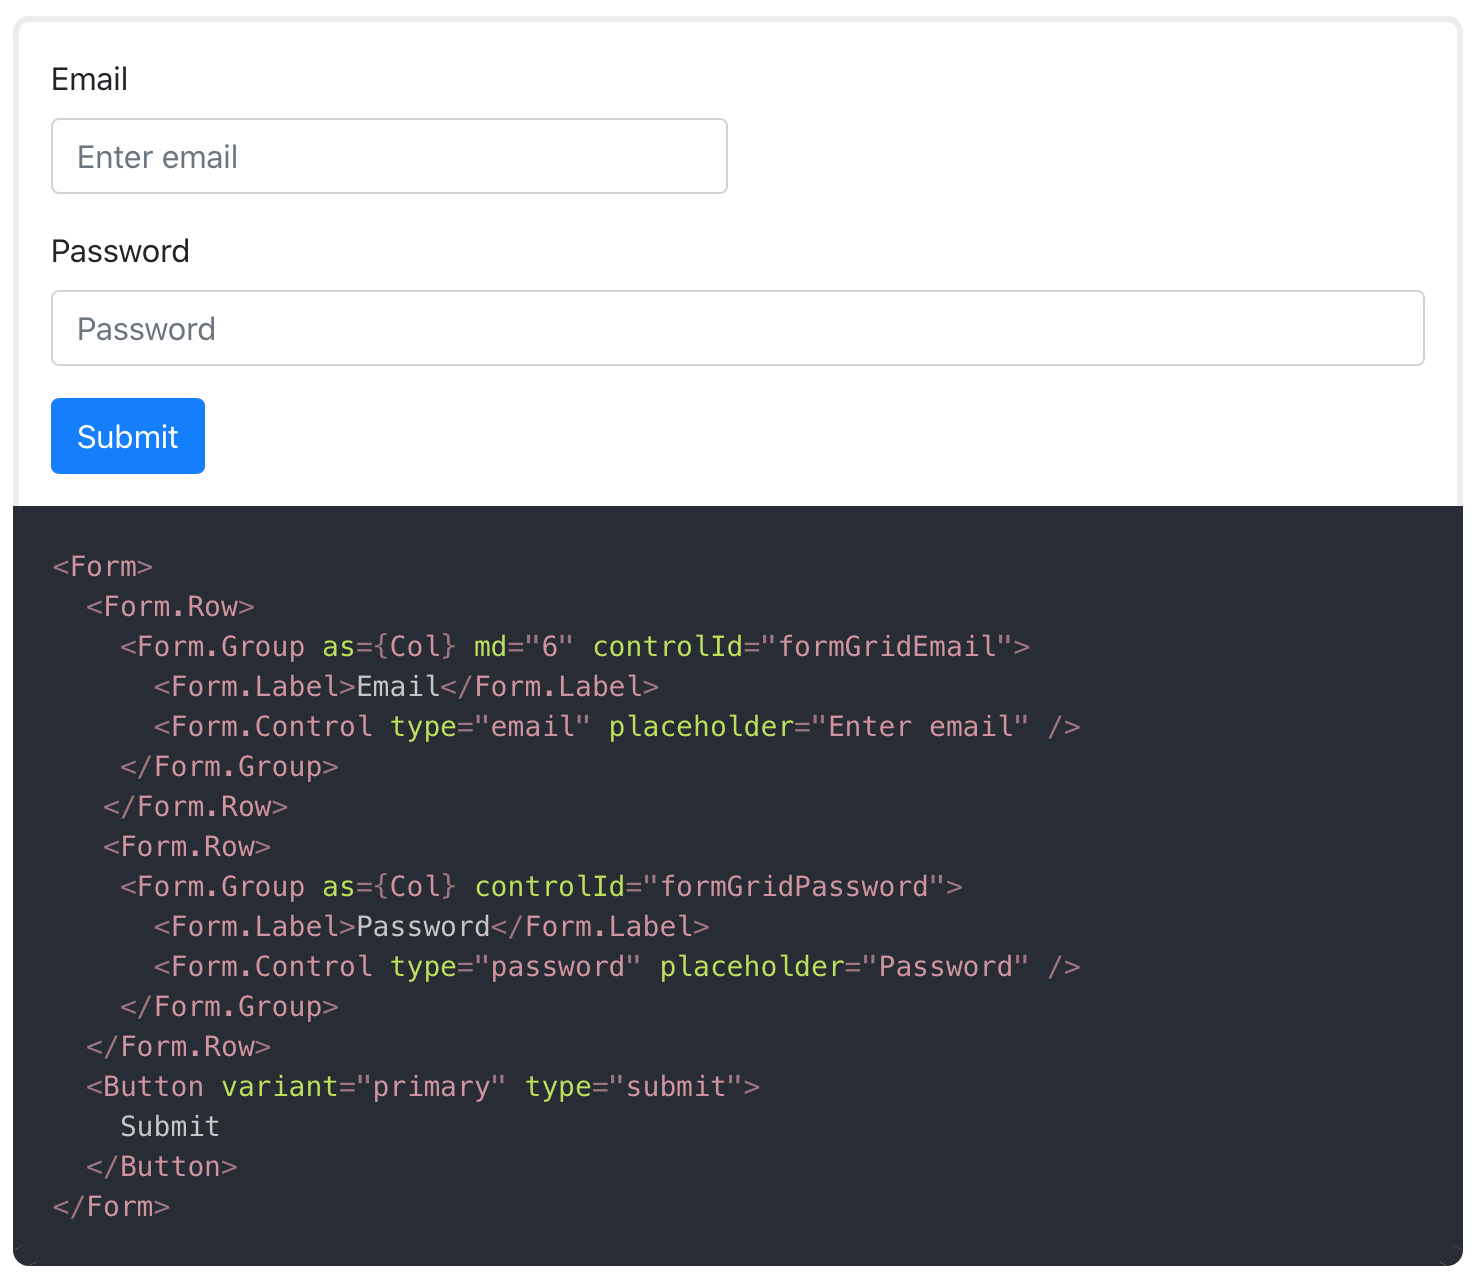 Email
Enter email
Password
Password
Submit
<Form>
  <Form.Row>
    <Form.Group as={Col} md="6" controlId="formGridEmail">
      <Form.Label>Email</Form.Label>
      <Form.Control type="email" placeholder="Enter email" />
    </Form.Group>
   </Form.Row>
   <Form.Row>
    <Form.Group as={Col} controlId="formGridPassword">
      <Form.Label>Password</Form.Label>
      <Form.Control type="password" placeholder="Password" />
    </Form.Group>
  </Form.Row>
  <Button variant="primary" type="submit">
    Submit
  </Button>
</Form>